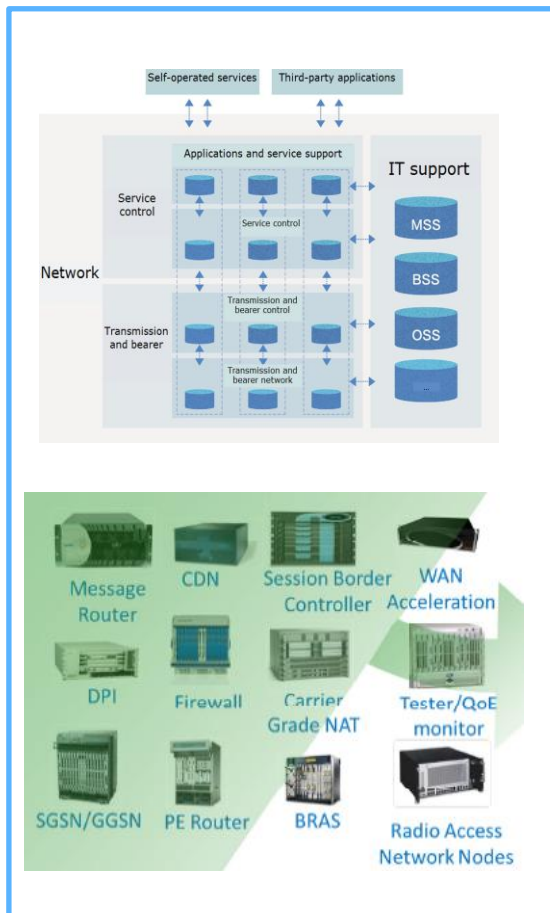 Self-operated services
Third-party applications
Applications and service support
IT support
Service
control
MSS
Service control
BSS
Network
Transmission and
bearer control
Transmission
and bearer
OSS
Transmission and
bearer network
...
Message
Router
CDN
Session Border
Controller
WAN
Acceleration
DPI
Firewall
Carrier
Grade NAT
Tester/QoE
monitor
SGSN/GGSN
PE Router
BRAS
Radio Access
Network Nodes